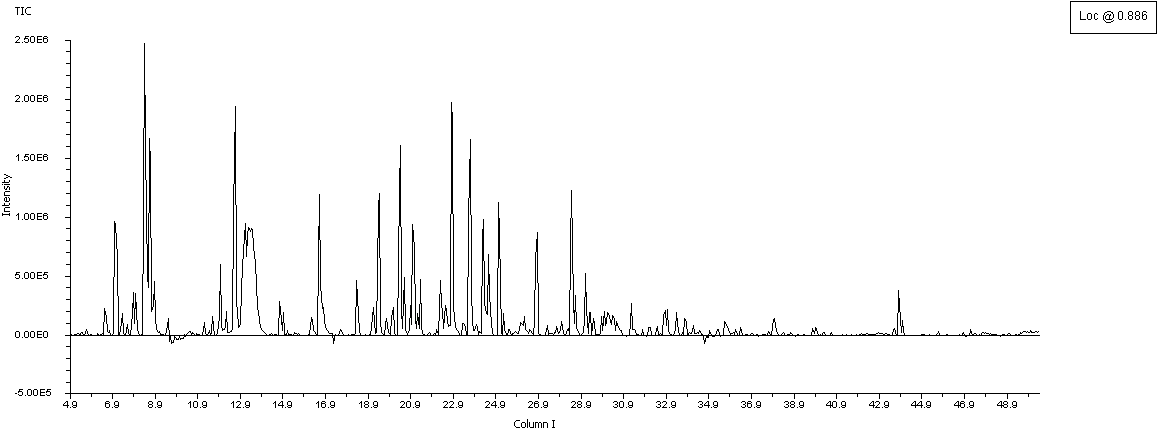 TIC
Loc @ 0.886
2.50E6
2.00E6
1.50E6
1.00E6
5.00E5
0.00E0
-5.00E5
Intensity
4.9 6.9 8.9 10.9 12.9 14.9 16.9 18.9 20.9 22.9 24.9 26.9 28.9 30.9 32.9 34.9 36.9 38.9 40.9 42.9 44.9 46.9 48.9
Column I